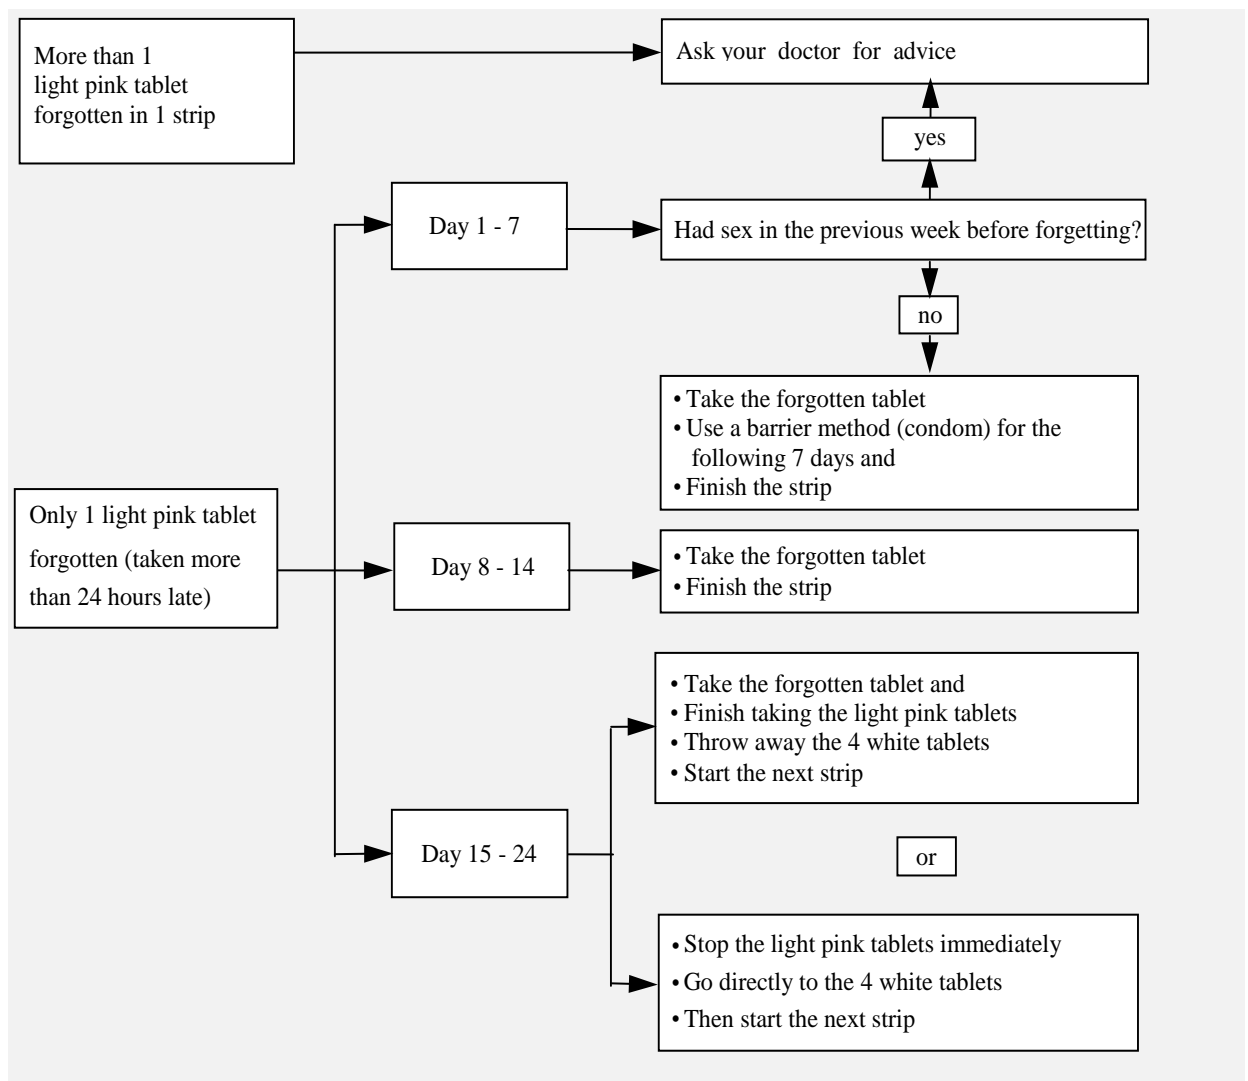 More than 1
light pink tablet
forgotten in 1 strip
Ask your doctor for advice
yes
Day 1 - 7
Had sex in the previous week before forgetting?
no
• Take the forgotten tablet
• Use a barrier method (condom) for the
following 7 days and
• Finish the strip
Only 1 light pink tablet
forgotten (taken more
than 24 hours late)
Day 8 - 14
• Take the forgotten tablet
• Finish the strip
• Take the forgotten tablet and
• Finish taking the light pink tablets
• Throw away the 4 white tablets
• Start the next strip
Day 15 - 24
or
• Stop the light pink tablets immediately
• Go directly to the 4 white tablets
• Then start the next strip